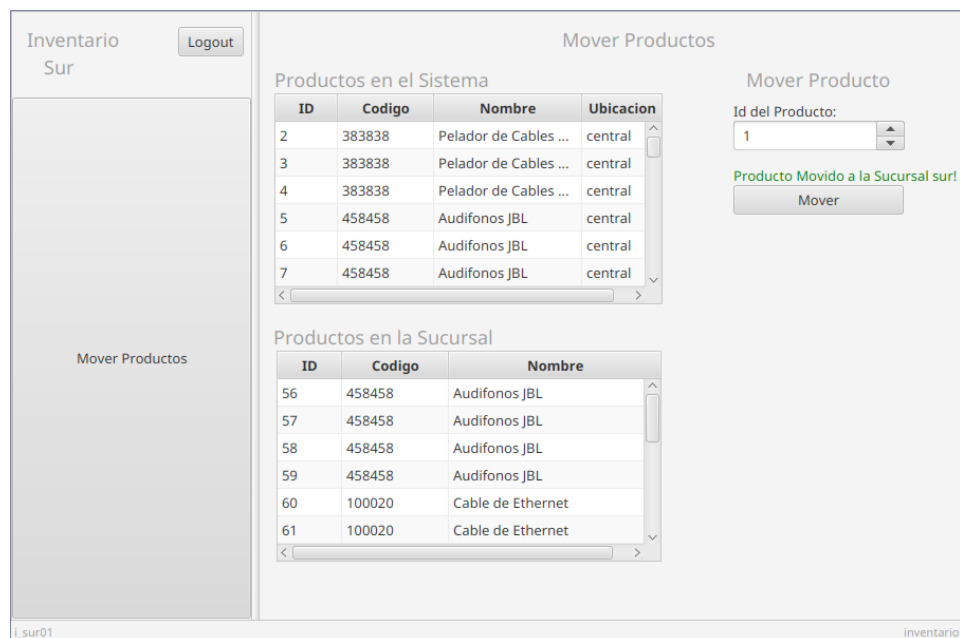 Inventario
Sur
Logout
Mover Productos
Mover Productos
Productos en el Sistema
ID Codigo Nombre Ubicacion
2 383838 Pelador de Cables ... central
3 383838 Pelador de Cables ... central
4 383838 Pelador de Cables ... central
5 458458 Audifonos JBL central
6 458458 Audifonos JBL central
7 458458 Audifonos JBL central
Productos en la Sucursal
ID Codigo Nombre
56 458458 Audifonos JBL
57 458458 Audifonos JBL
58 458458 Audifonos JBL
59 458458 Audifonos JBL
60 100020 Cable de Ethernet
61 100020 Cable de Ethernet
Mover Producto
Id del Producto:
1
Producto Movido a la Sucursal sur!
Mover
i_sur01
inventario